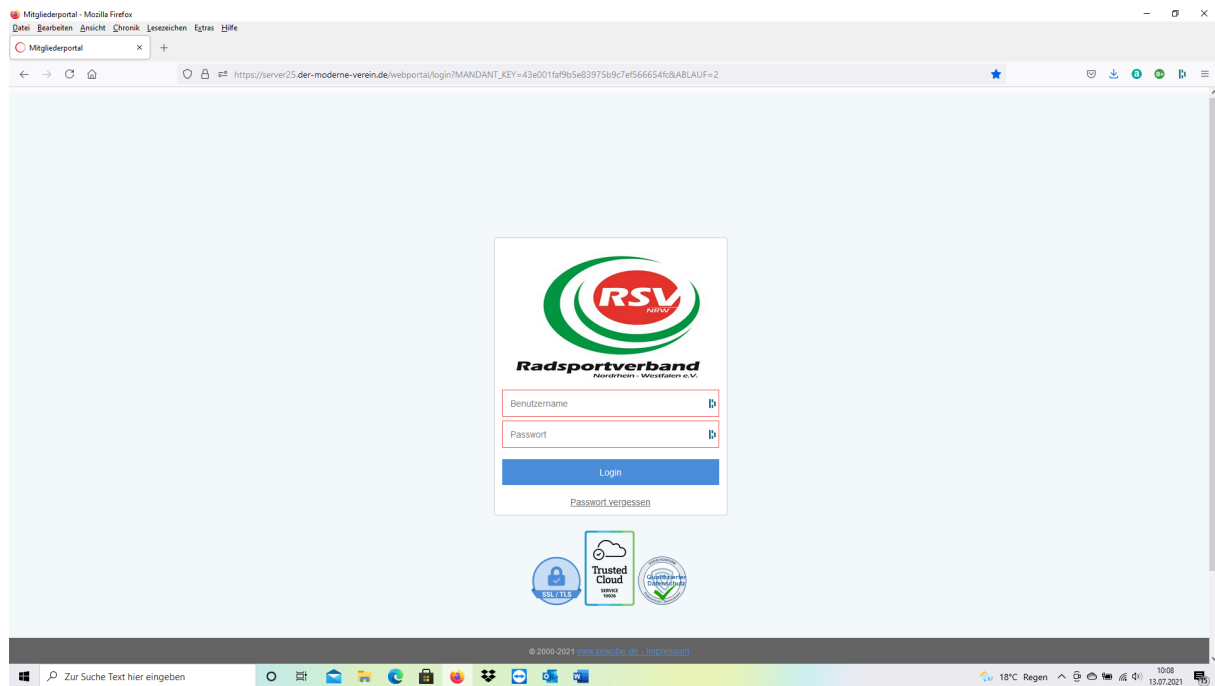 Mitgliederportal - Mozilla Firefox
Datei Bearbeiten Ansicht Chronik Lesezeichen Extras Hilfe
Mitgliederportal
https://server25.der-moderne-verein.de/webportal/login?MANDANT_KEY=43e001faf9b5e83975b9c7ef566654fc&ABLAUF=2
RSV
NRW
Radsportverband
Nordrhein - Westfalen e.V.
Benutzername
Passwort
Login
Passwort vergessen
SSL / TLS
Trusted
Cloud
SERVICE
10026
Qualifizierter
Datenschutz
© 2000-2021 www.sewobe.de - Impressum
Zur Suche Text hier eingeben
18°C Regen
10:08
13.07.2021
15